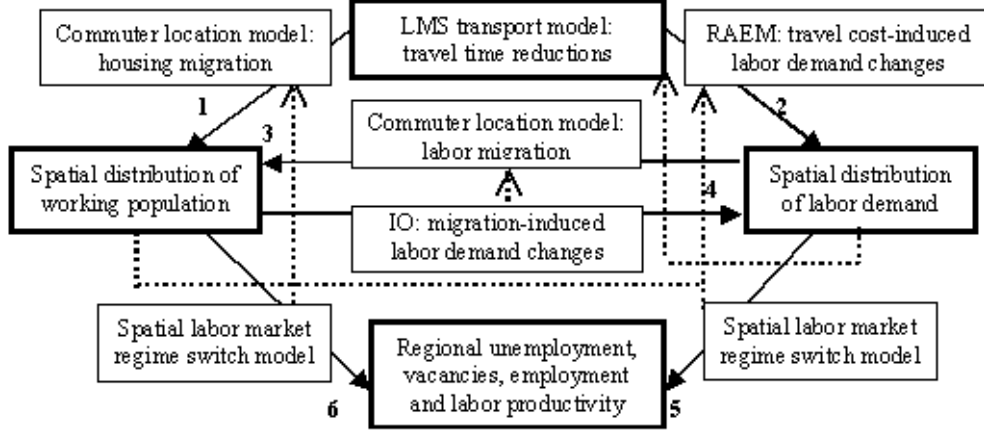 Commuter location model:
housing migration
LMS transport model:
travel time reductions
RAEM: travel cost-induced
labor demand changes
1
2
3
Commuter location model:
labor migration
Spatial distribution of
working population
4
Spatial distribution
of labor demand
IO: migration-induced
labor demand changes
Spatial labor market
regime switch model
Regional unemployment,
vacancies, employment
and labor productivity
Spatial labor market
regime switch model
6
5